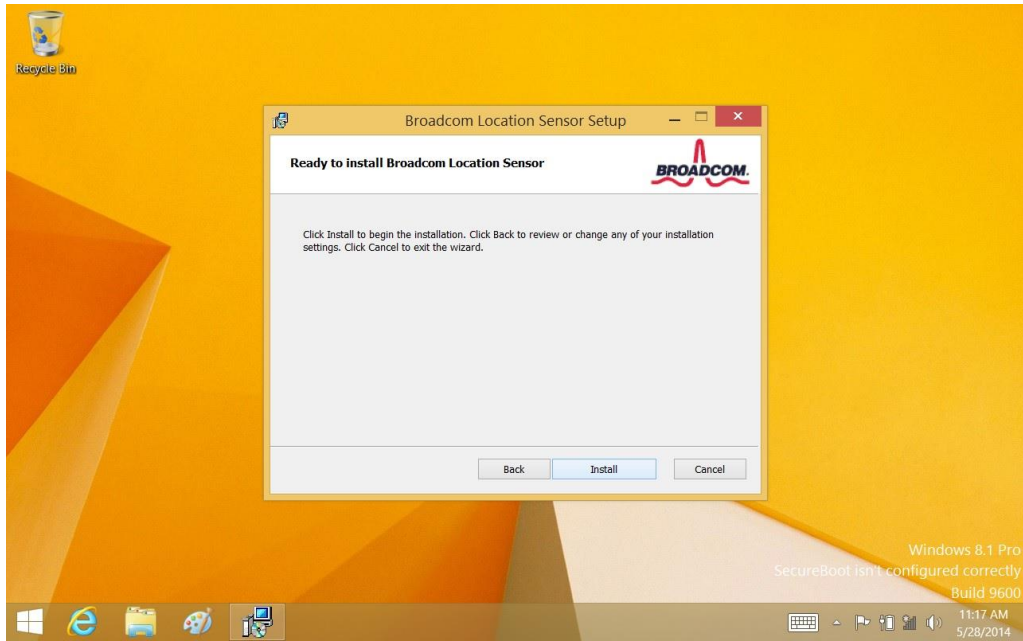 Recycle Bin
Broadcom Location Sensor Setup
Ready to install Broadcom Location Sensor
BROADCOM.
Click Install to begin the installation. Click Back to review or change any of your installation
settings. Click Cancel to exit the wizard.
Back
Install
Cancel
Windows 8.1 Pro
SecureBoot isn't configured correctly
Build 9600
11:17 AM
5/28/2014